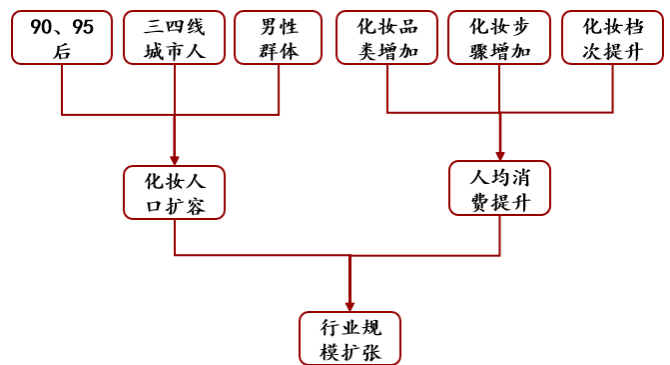 90、95
后
三四线
城市人
男性
群体
化妆品
类增加
化妆步
骤增加
化妆档
次提升
化妆人
口扩容
人均消
费提升
行业规
模扩张